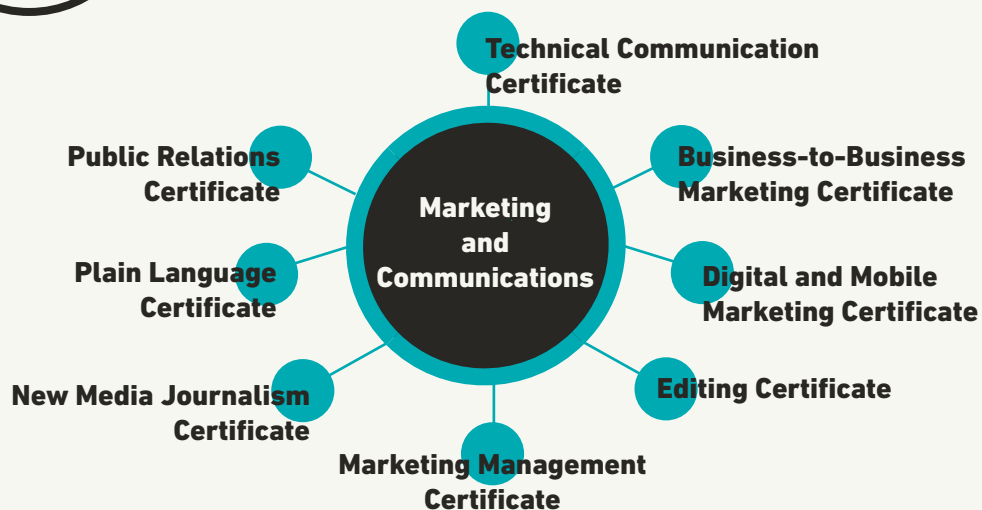 Technical Communication
Certificate
Public Relations
Certificate
Business-to-Business
Marketing Certificate
Marketing
and
Communications
Plain Language
Certificate
Digital and Mobile
Marketing Certificate
New Media Journalism
Certificate
Editing Certificate
Marketing Management
Certificate